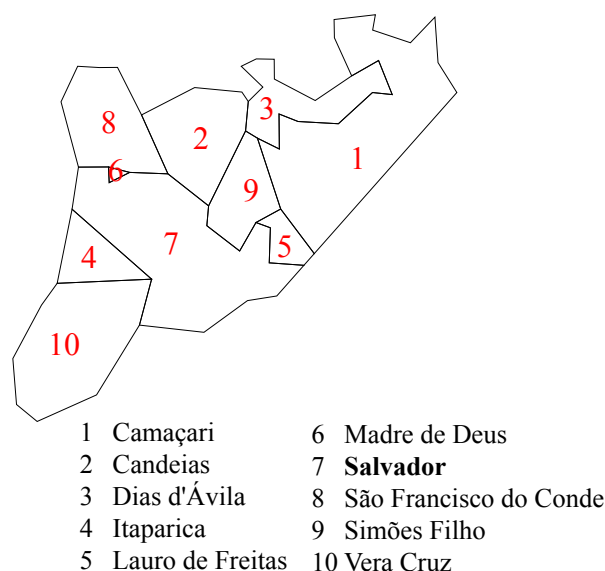 8
3
2
1
6
9
7
5
4
10
1 Camaçari
2 Candeias
3 Dias d'Ávila
4 Itaparica
5 Lauro de Freitas
6 Madre de Deus
7 Salvador
8 São Francisco do Conde
9 Simões Filho
10 Vera Cruz